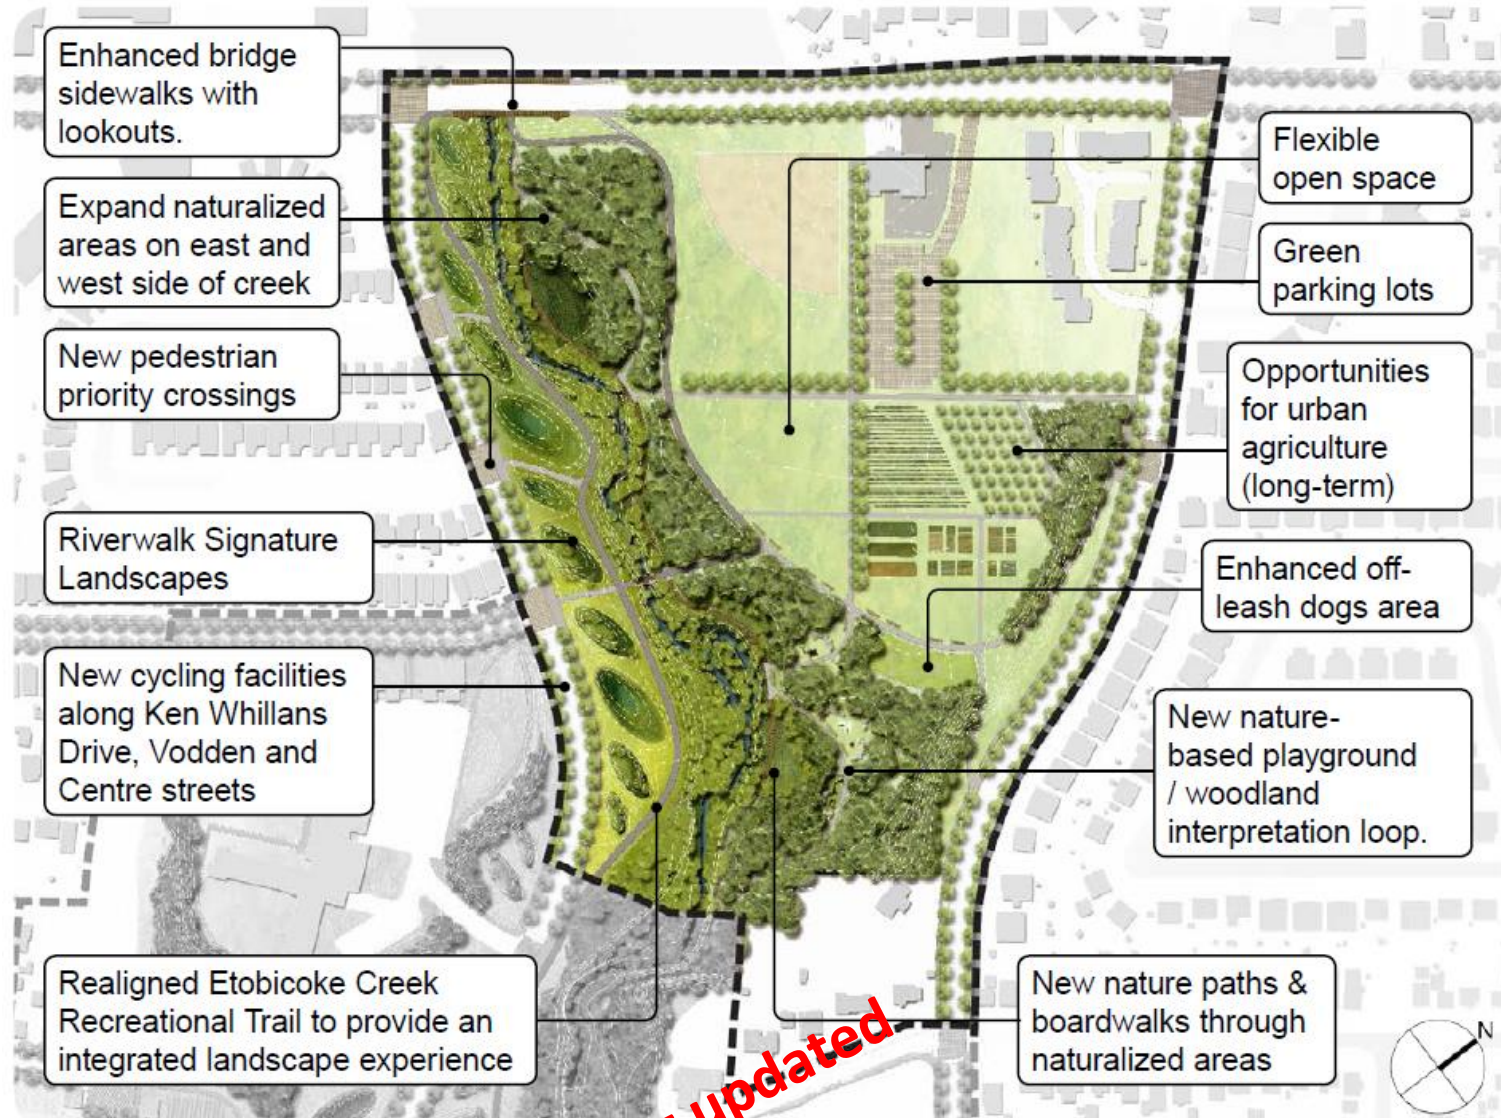 Enhanced bridge
sidewalks with
lookouts.
Expand naturalized
areas on east and
west side of creek
New pedestrian
priority crossings
Riverwalk Signature
Landscapes
New cycling facilities
along Ken Whillans
Drive, Vodden and
Centre streets
Realigned Etobicoke Creek
Recreational Trail to provide an
integrated landscape experience
Flexible
open space
Green
parking lots
Opportunities
for urban
agriculture
(long-term)
Enhanced off-
leash dogs area
New nature-
based playground
/ woodland
interpretation loop.
New nature paths &
boardwalks through
naturalized areas
N
updated